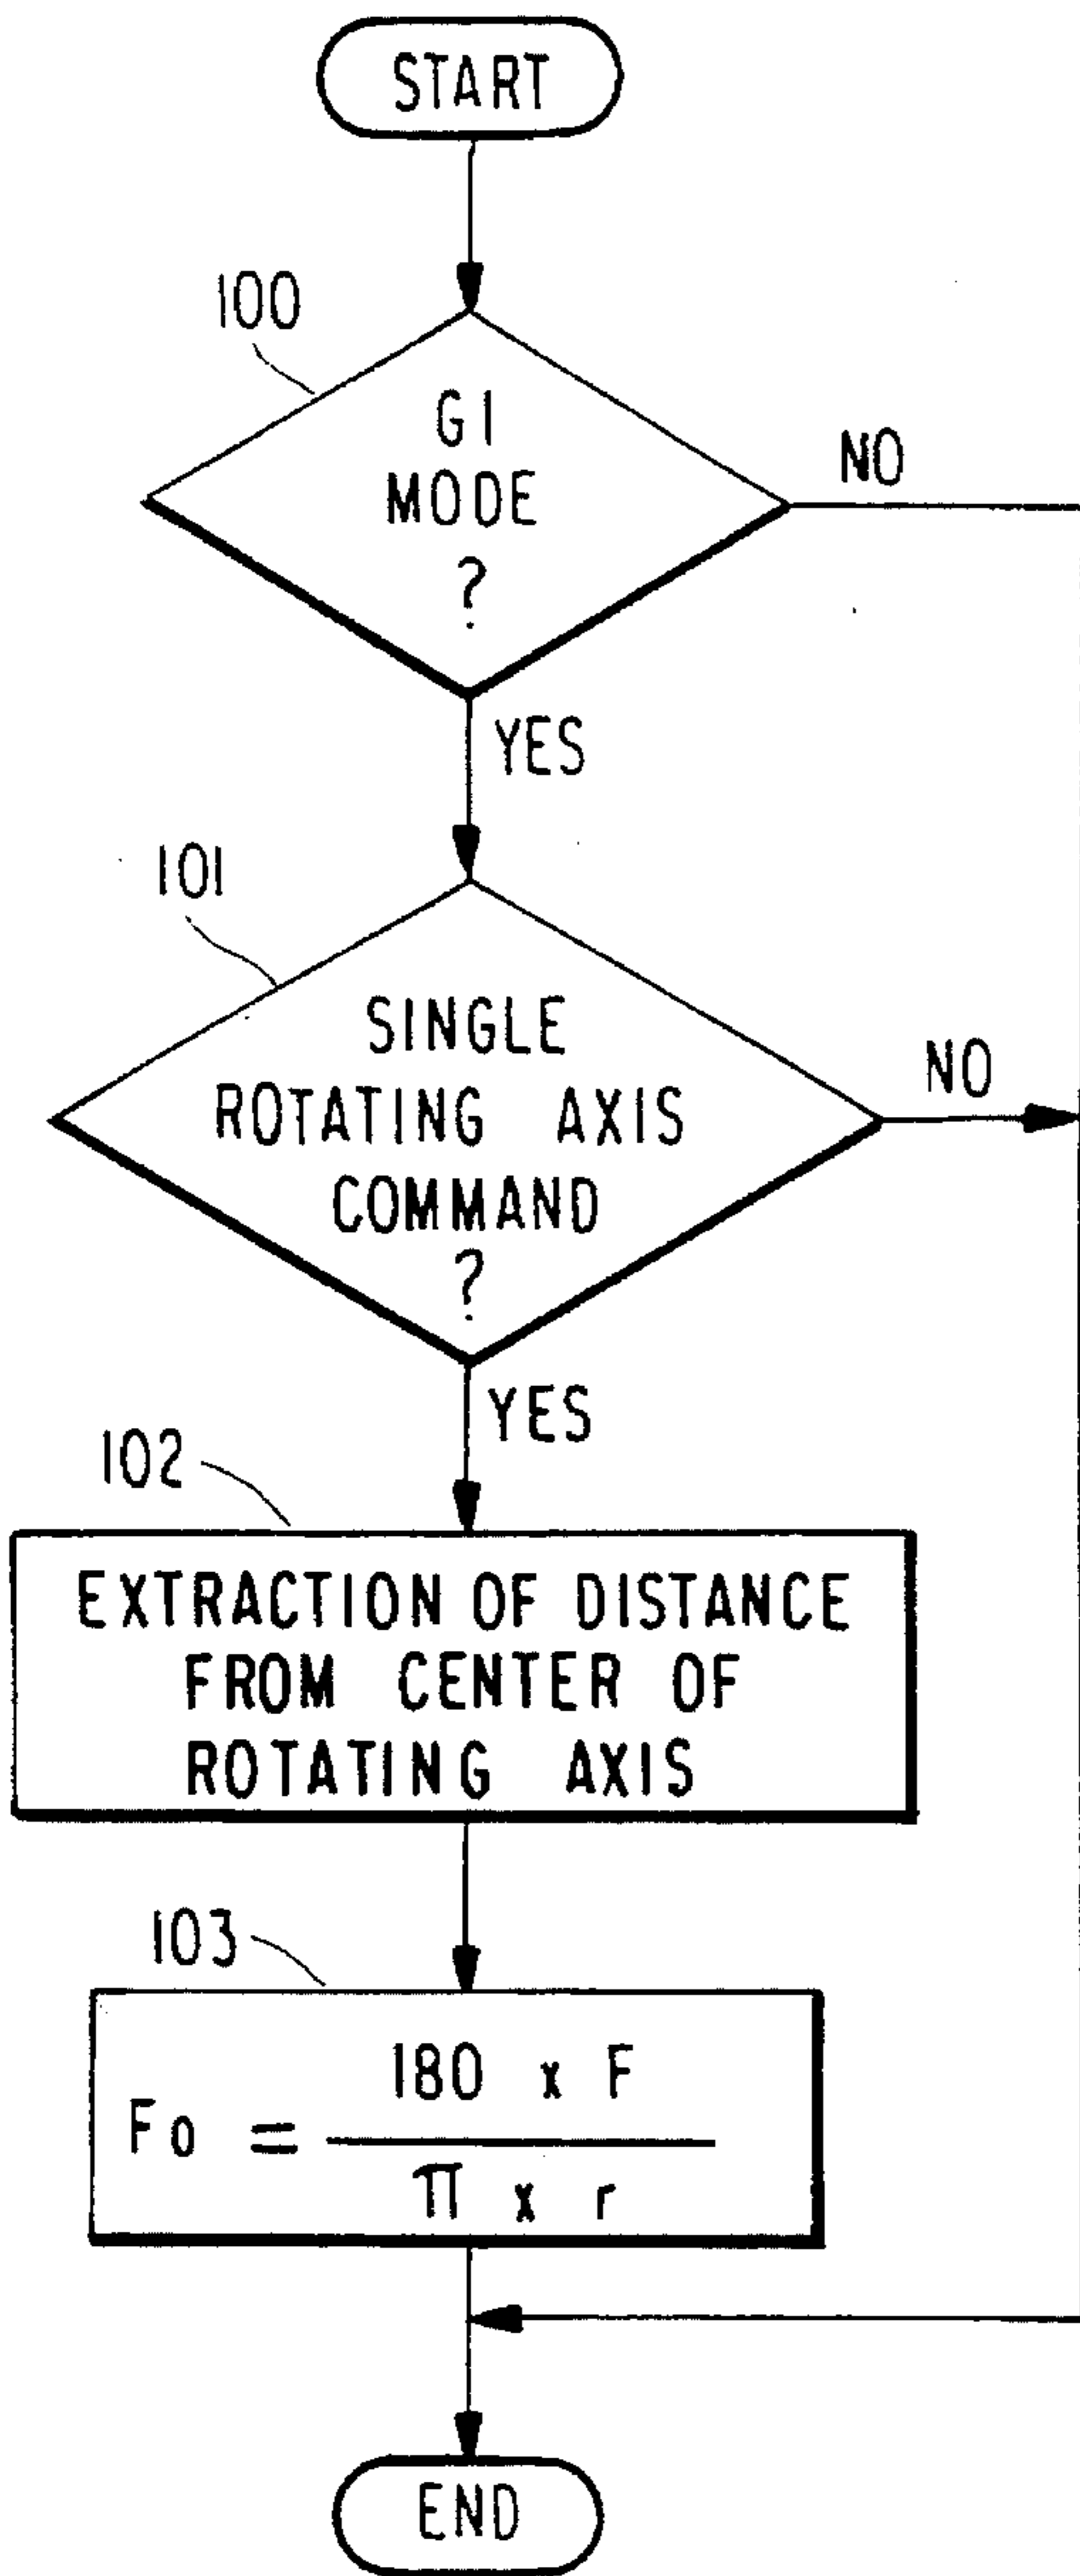 START
100
G1
MODE
?
NO
YES
101
SINGLE
ROTATING AXIS
COMMAND
?
NO
YES
102
EXTRACTION OF DISTANCE
FROM CENTER OF
ROTATING AXIS
103
Fo = 180 x F / π x r
END